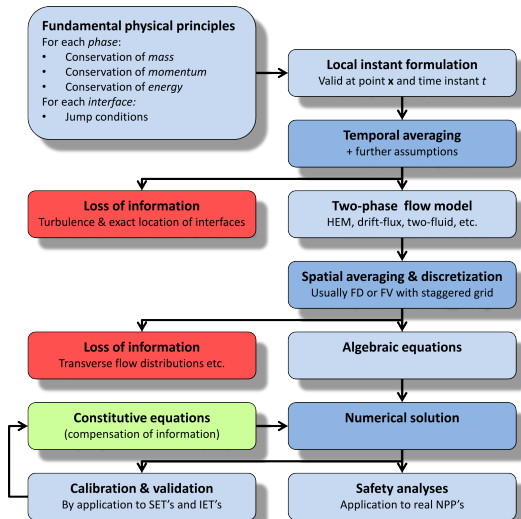 Fundamental physical principles
For each phase:
• Conservation of mass
• Conservation of momentum
• Conservation of energy
For each interface:
• Jump conditions
Local instant formulation
Valid at point x and time instant t
Temporal averaging
+ further assumptions
Loss of information
Turbulence & exact location of interfaces
Two-phase flow model
HEM, drift-flux, two-fluid, etc.
Spatial averaging & discretization
Usually FD or FV with staggered grid
Loss of information
Transverse flow distributions etc.
Algebraic equations
Constitutive equations
(compensation of information)
Numerical solution
Calibration & validation
By application to SET's and IET's
Safety analyses
Application to real NPP's